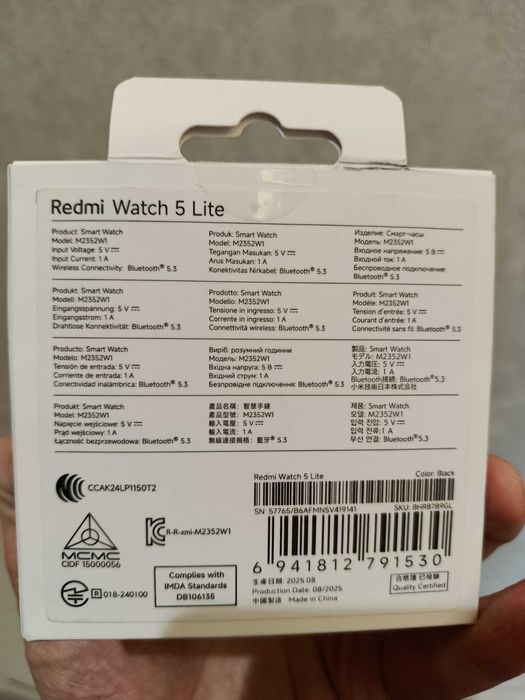 Redmi Watch 5 Lite
Product: Smart Watch
Model: M2352W1
Input Voltage: 5 V ⎓
Input Current: 1 A
Wireless Connectivity: Bluetooth® 5.3
Produk: Smart Watch
Model: M2352W1
Tegangan Masukan: 5 V ⎓
Arus Masukan: 1 A
Konektivitas Nirkabel: Bluetooth® 5.3
Изделие: Смарт-часы
Модель: M2352W1
Входное напряжение: 5 В ⎓
Входной ток: 1 A
Беспроводное подключение:
Bluetooth® 5.3
Produkt: Smart Watch
Modell: M2352W1
Eingangsspannung: 5 V ⎓
Eingangsstrom: 1 A
Drahtlose Konnektivität: Bluetooth® 5.3
Prodotto: Smart Watch
Modello: M2352W1
Tensione in ingresso: 5 V ⎓
Corrente in ingresso: 1 A
Connettività wireless: Bluetooth® 5.3
Produit: Smart Watch
Modèle: M2352W1
Tension d'entrée: 5 V ⎓
Courant d'entrée: 1 A
Connectivité sans fil: Bluetooth® 5.3
Producto: Smart Watch
Modelo: M2352W1
Tensión de entrada: 5 V ⎓
Corriente de entrada: 1 A
Conectividad inalámbrica: Bluetooth® 5.3
Виріб: розумний годинник
Модель: M2352W1
Вхідна напруга: 5 В ⎓
Вхідний струм: 1 A
Безпровідне підключення: Bluetooth® 5.3
製品: Smart Watch
モデル: M2352W1
入力電圧: 5 V ⎓
入力電流: 1 A
Bluetooth接続: Bluetooth® 5.3
小米技術日本株式会社
Produkt: Smart Watch
Model: M2352W1
Napięcie wejściowe: 5 V ⎓
Prąd wejściowy: 1 A
Łączność bezprzewodowa: Bluetooth® 5.3
產品名稱: 智慧手錶
產品型號: M2352W1
輸入電壓: 5 V ⎓
輸入電流: 1 A
無線連接規格: 藍牙® 5.3
제품: Smart Watch
모델: M2352W1
입력 전압: 5 V ⎓
입력 전류: 1 A
무선 연결: Bluetooth® 5.3
CCAK24LP1150T2
MCMC
CIDF 15000056
R-R-xmi-M2352W1
R 018-240100
Complies with
IMDA Standards
DB106135
Redmi Watch 5 Lite Color: Black
SN: 57765/B6AFMN5V419141 SKU: BHR8789GL
6 941812 791530
生產日期: 2025.08
Production Date: 08/2025
中國製造 Made in China
合格證 已檢驗
Quality Certified